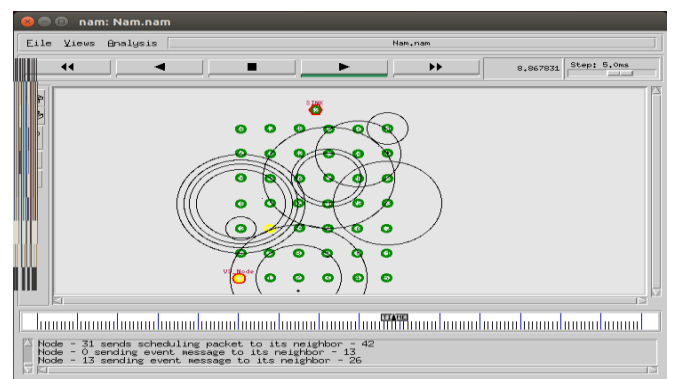 nam: Nam.nam
File Views Analysis Nam.nam
8.867831 Step: 5.0ms
SINK
Node
TIME
Node - 31 sends scheduling packet to its neighbor - 42
Node - 0 sending event message to its neighbor - 13
Node - 13 sending event message to its neighbor - 26